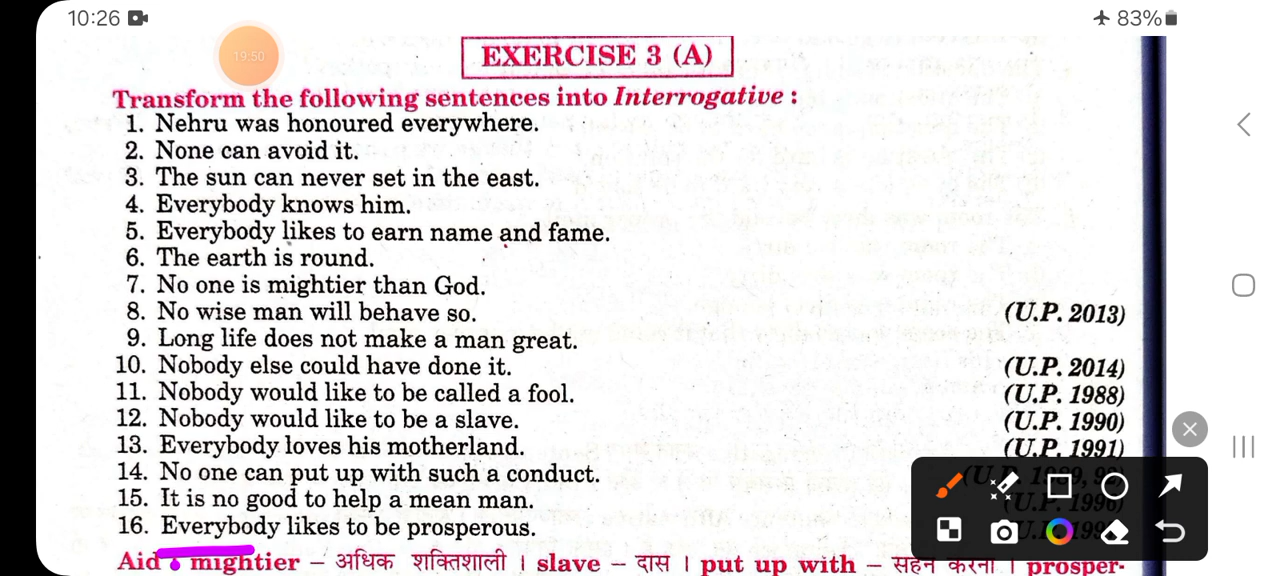 10:26
83%
19:50
EXERCISE 3 (A)
Transform the following sentences into Interrogative :
1. Nehru was honoured everywhere.
2. None can avoid it.
3. The sun can never set in the east.
4. Everybody knows him.
5. Everybody likes to earn name and fame.
6. The earth is round.
7. No one is mightier than God.
8. No wise man will behave so. (U.P. 2013)
9. Long life does not make a man great.
10. Nobody else could have done it. (U.P. 2014)
11. Nobody would like to be called a fool. (U.P. 1988)
12. Nobody would like to be a slave. (U.P. 1990)
13. Everybody loves his motherland. (U.P. 1991)
14. No one can put up with such a conduct.
15. It is no good to help a mean man.
16. Everybody likes to be prosperous.
Aid mightier – अधिक शक्तिशाली । slave – दास । put up with – सहन करना । prosper-